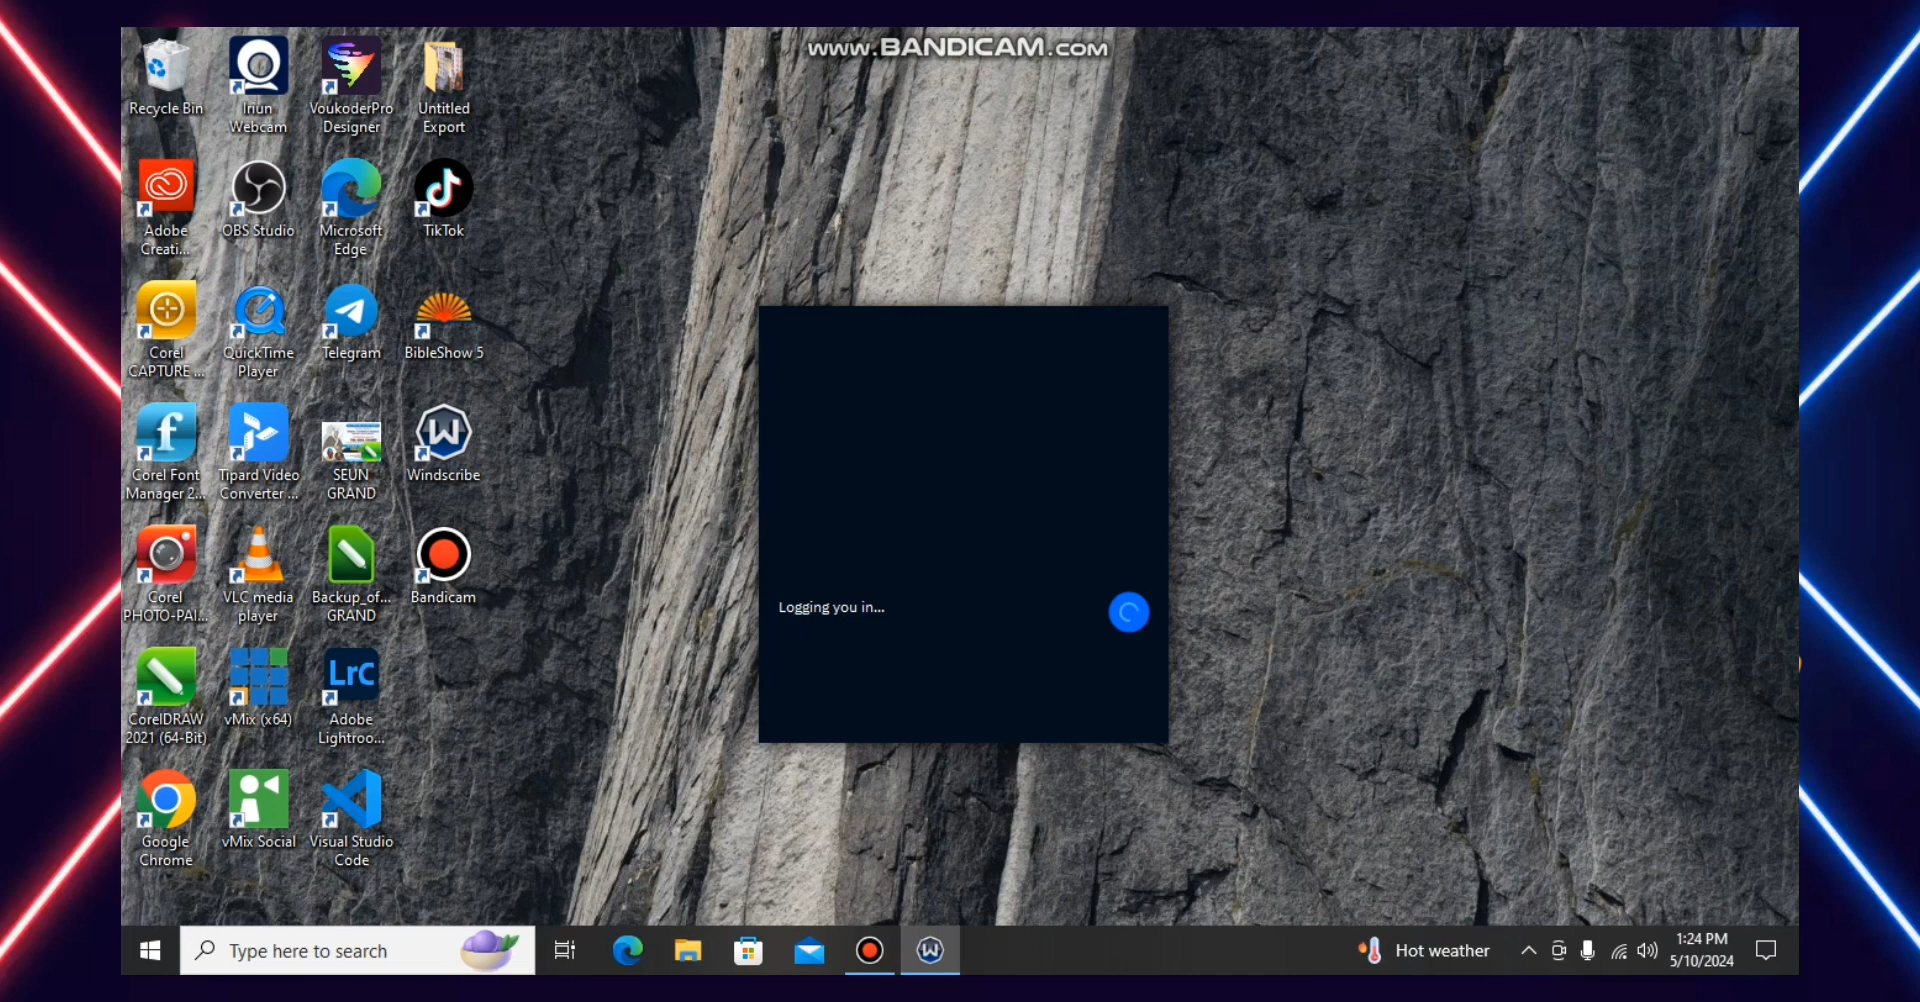 www.BANDICAM.com
Recycle Bin
Iriun
Webcam
VoukoderPro
Designer
Untitled
Export
Adobe
Creati...
OBS Studio
Microsoft
Edge
TikTok
Corel
CAPTURE ...
QuickTime
Player
Telegram
BibleShow 5
Corel Font
Manager 2...
Tipard Video
Converter ...
SEUN
GRAND
Windscribe
Corel
PHOTO-PAI...
VLC media
player
Backup_of...
GRAND
Bandicam
CorelDRAW
2021 (64-Bit)
vMix (x64)
LrC
Adobe
Lightroo...
Google
Chrome
vMix Social
Visual Studio
Code
Logging you in...
Type here to search
Hot weather
1:24 PM
5/10/2024